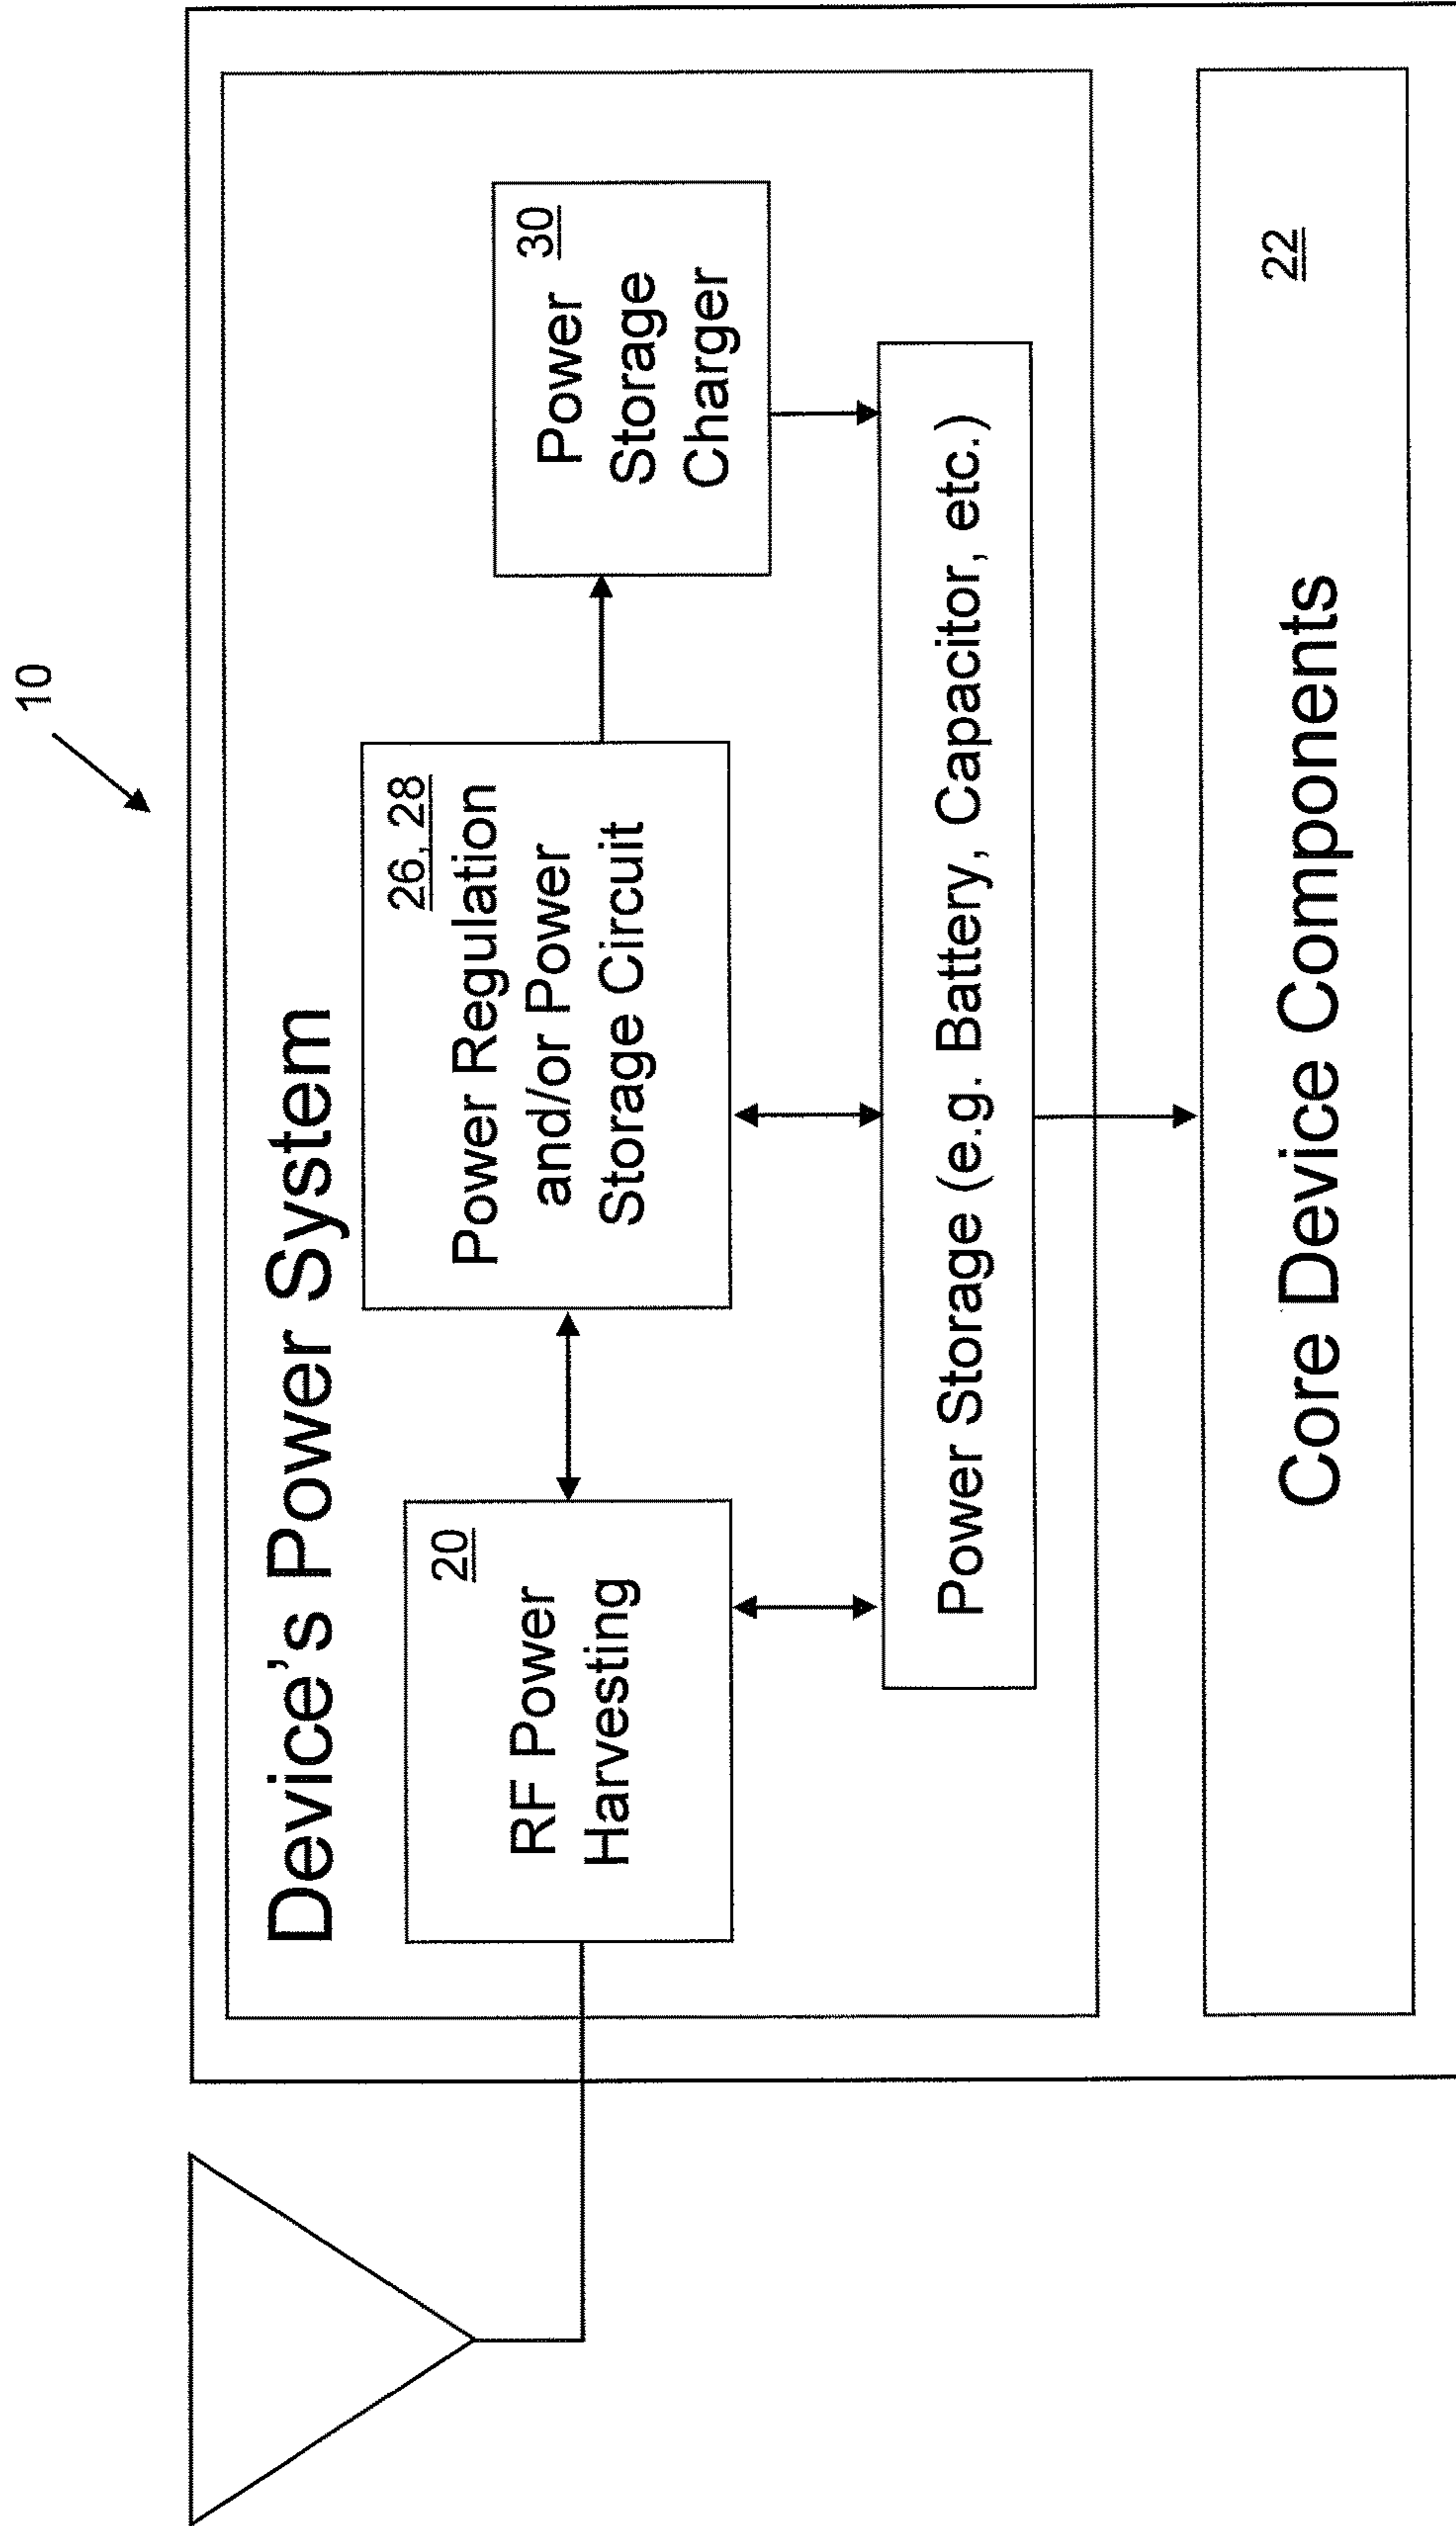 10
Device's Power System
20
RF Power
Harvesting
26, 28
Power Regulation
and/or Power
Storage Circuit
30
Power
Storage
Charger
Power Storage (e.g. Battery, Capacitor, etc.)
22
Core Device Components